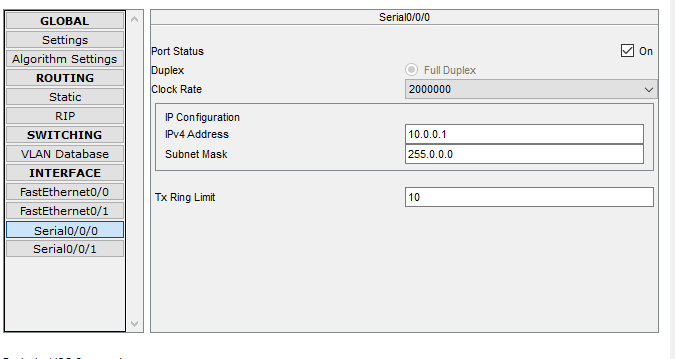 GLOBAL
Settings
Algorithm Settings
ROUTING
Static
RIP
SWITCHING
VLAN Database
INTERFACE
FastEthernet0/0
FastEthernet0/1
Serial0/0/0
Serial0/0/1
Serial0/0/0
Port Status On
Duplex Full Duplex
Clock Rate 2000000
IP Configuration
IPv4 Address 10.0.0.1
Subnet Mask 255.0.0.0
Tx Ring Limit 10